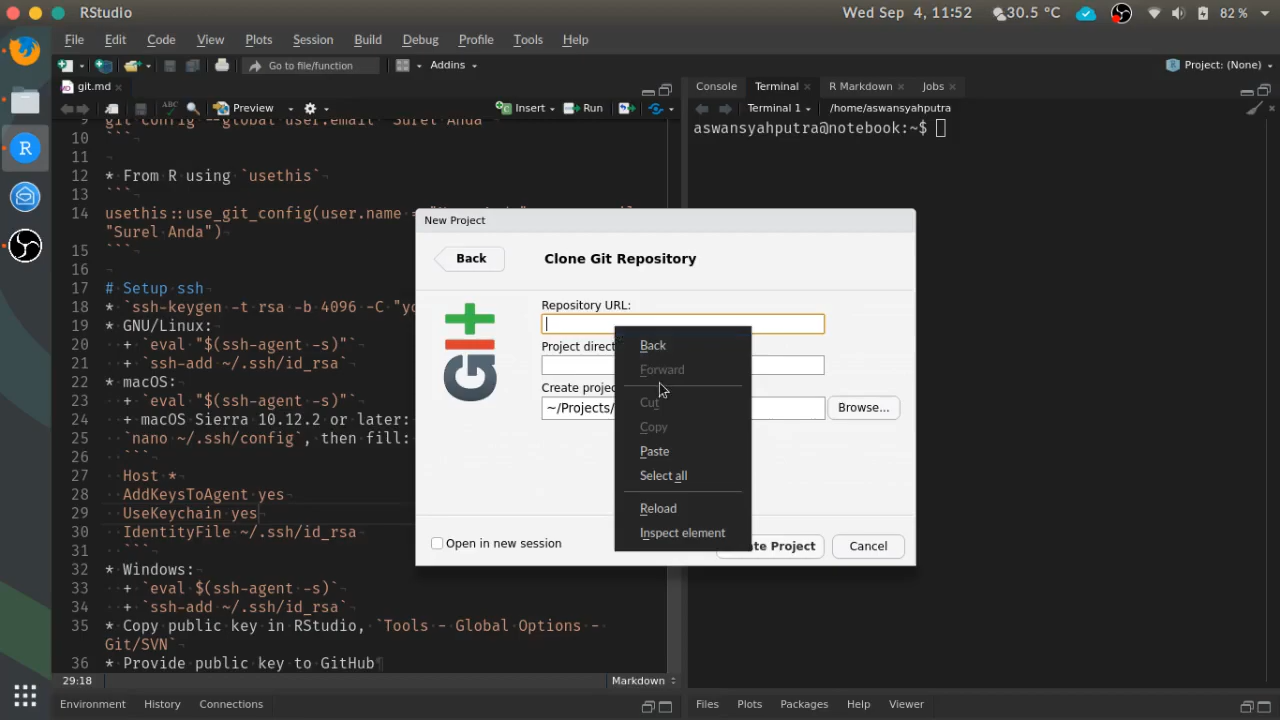 RStudio
Wed Sep 4, 11:52
30.5 °C
82 %
File Edit Code View Plots Session Build Debug Profile Tools Help
Go to file/function
Addins
Project: (None)
git.md
Preview
Insert
Run
9 git config --global user.email "Surel Anda"
10 ```
11
12 * From R using `usethis`
13 ```
14 usethis::use_git_config(user.name =
"Surel Anda")
15 ```
16
17 # Setup ssh
18 * `ssh-keygen -t rsa -b 4096 -C "yo
19 * GNU/Linux:
20 + `eval "$(ssh-agent -s)"`
21 + `ssh-add ~/.ssh/id_rsa`
22 * macOS:
23 + `eval "$(ssh-agent -s)"`
24 + macOS Sierra 10.12.2 or later:
25 `nano ~/.ssh/config`, then fill:
26 ```
27 Host *
28 AddKeysToAgent yes
29 UseKeychain yes
30 IdentityFile ~/.ssh/id_rsa
31 ```
32 * Windows:
33 + `eval $(ssh-agent -s)`
34 + `ssh-add ~/.ssh/id_rsa`
35 * Copy public key in RStudio, `Tools - Global Options -
Git/SVN`
36 * Provide public key to GitHub
29:18
Markdown
Environment History Connections
Console Terminal R Markdown Jobs
Terminal 1 /home/aswansyahputra
aswansyahputra@notebook:~$
Files Plots Packages Help Viewer
New Project
Back
Clone Git Repository
GIt
Repository URL:
Project direct
Create projec
~/Projects/
Browse...
Open in new session
te Project
Cancel
Back
Forward
Cut
Copy
Paste
Select all
Reload
Inspect element